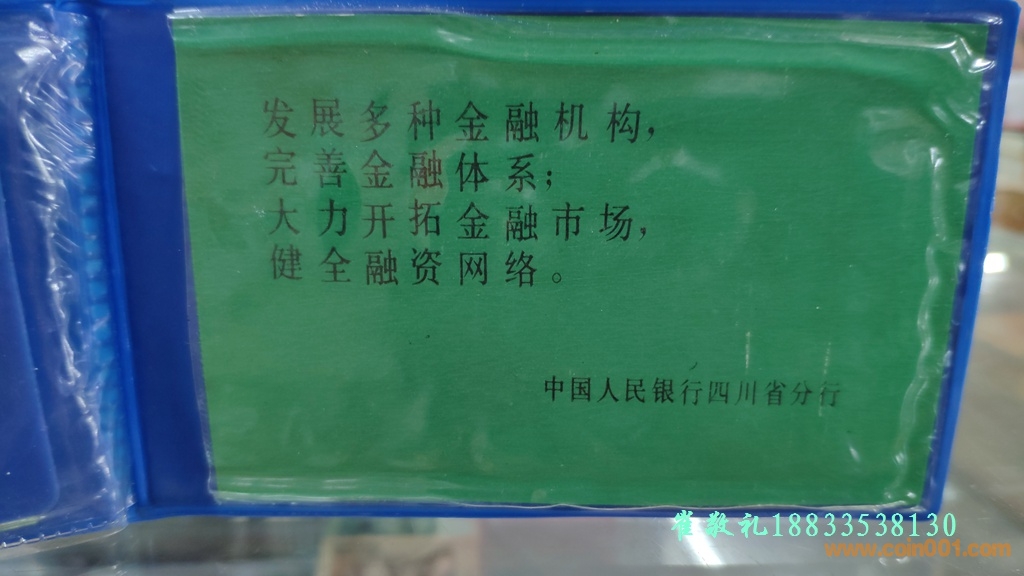 发展多种金融机构，
完善金融体系；
大力开拓金融市场，
健全融资网络。
中国人民银行四川省分行
崔敬礼18833538130
www.coin001.com